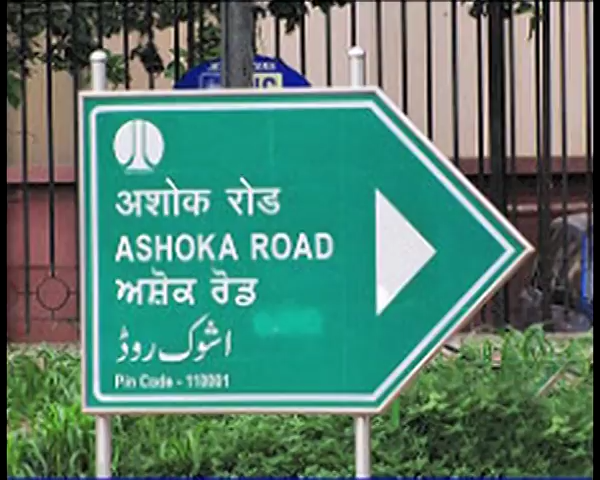 अशोक रोड
ASHOKA ROAD
ਅਸ਼ੋਕ ਰੋਡ
اشوک روڈ
Pin Code - 110001